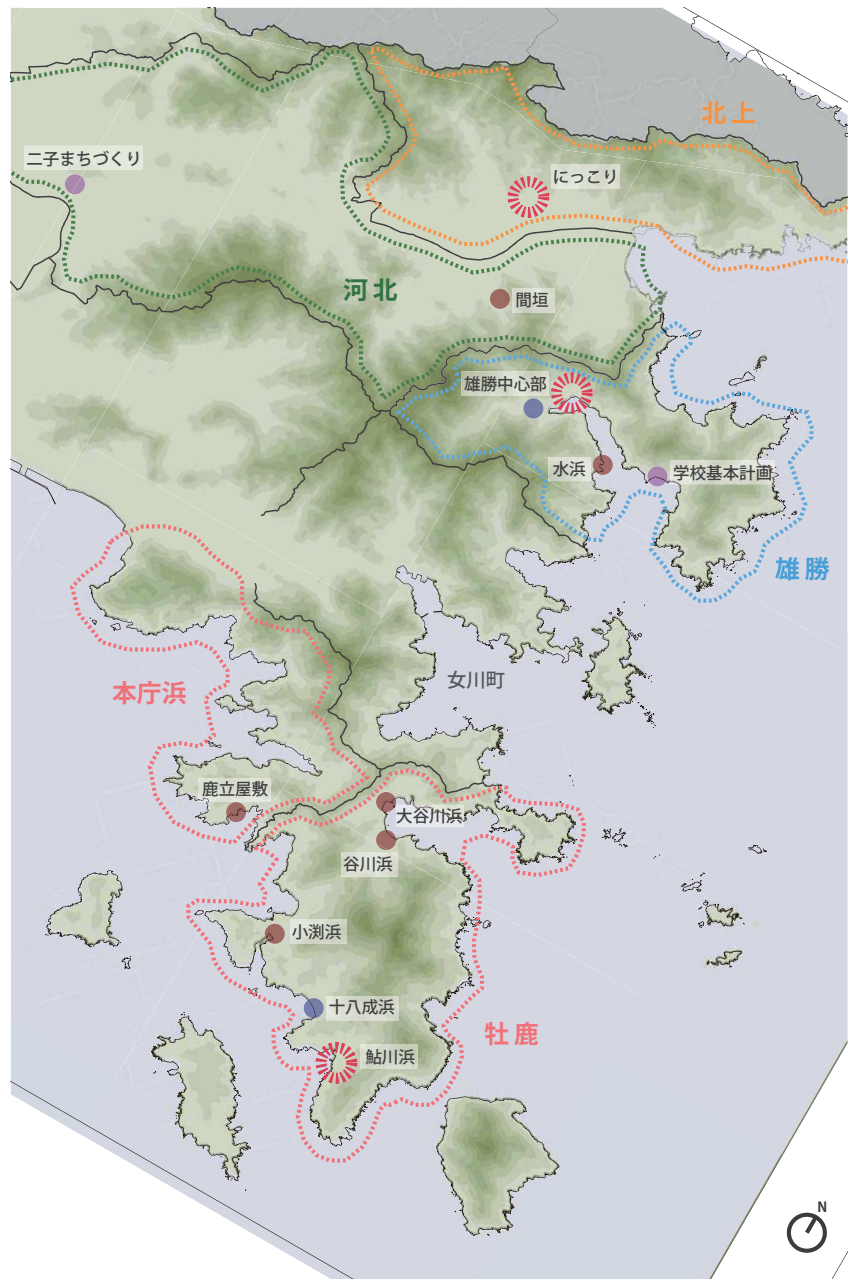 北上
二子まちづくり
にっこり
河北
間垣
雄勝中心部
水浜
学校基本計画
雄勝
女川町
本庁浜
鹿立屋敷
大谷川浜
谷川浜
小渕浜
十八成浜
牡鹿
鮎川浜
N